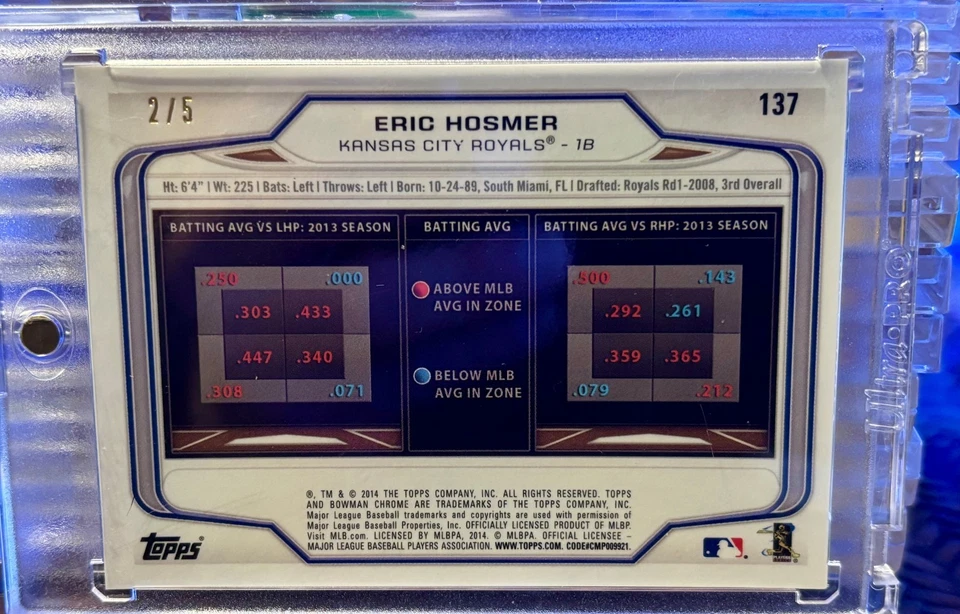 2/5
137
ERIC HOSMER
KANSAS CITY ROYALS® - 1B
Ht: 6'4" | Wt: 225 | Bats: Left | Throws: Left | Born: 10-24-89, South Miami, FL | Drafted: Royals Rd1-2008, 3rd Overall
BATTING AVG VS LHP: 2013 SEASON
BATTING AVG
BATTING AVG VS RHP: 2013 SEASON
.250 .000
.303 .433
.447 .340
.308 .071
ABOVE MLB
AVG IN ZONE
BELOW MLB
AVG IN ZONE
.500 .143
.292 .261
.359 .365
.079 .212
®, TM & © 2014 THE TOPPS COMPANY, INC. ALL RIGHTS RESERVED. TOPPS
AND BOWMAN CHROME ARE TRADEMARKS OF THE TOPPS COMPANY, INC.
Major League Baseball trademarks and copyrights are used with permission of
Major League Baseball Properties, Inc. OFFICIALLY LICENSED PRODUCT OF MLBP.
Visit MLB.com. LICENSED BY MLBPA, 2014. © MLBPA. OFFICIAL LICENSEE -
MAJOR LEAGUE BASEBALL PLAYERS ASSOCIATION. WWW.TOPPS.COM. CODE#CMP009921.
TOPPS®
Ultra·PRO®